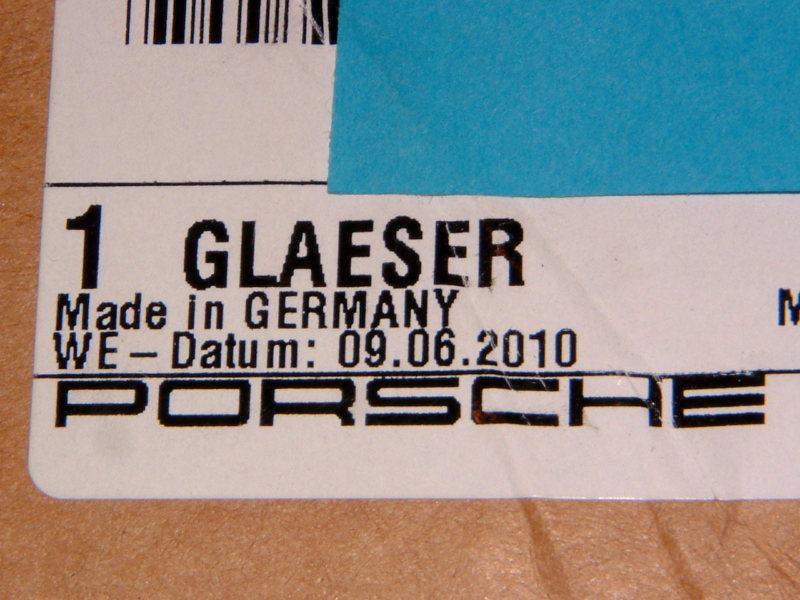 1 GLAESER
Made in GERMANY
M
WE-Datum: 09.06.2010
PORSCHE